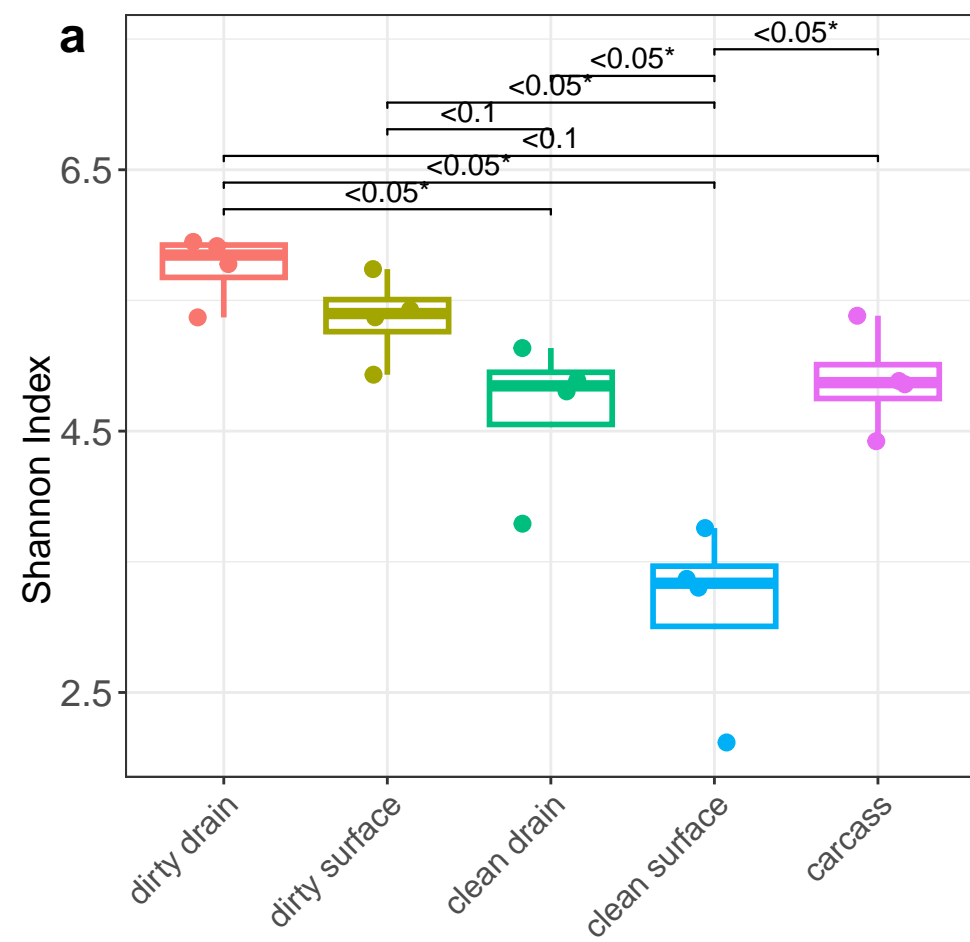 a
<0.05*
<0.05*
<0.05*
<0.1
<0.1
<0.05*
<0.05*
6.5
4.5
2.5
Shannon Index
dirty drain
dirty surface
clean drain
clean surface
carcass